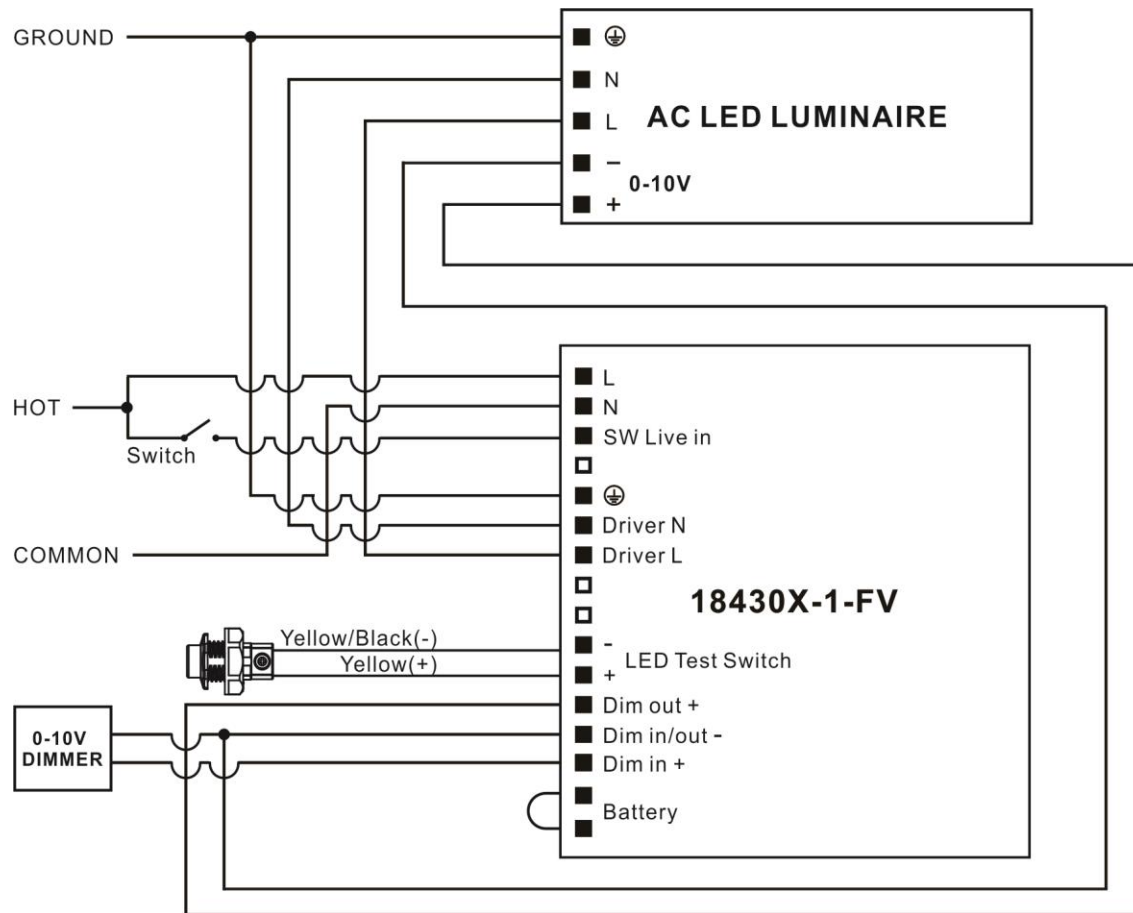 GROUND
N
L
AC LED LUMINAIRE
−
0-10V
+
L
HOT
N
SW Live in
Switch
Driver N
COMMON
Driver L
18430X-1-FV
Yellow/Black(-)
-
LED Test Switch
Yellow(+)
+
Dim out +
0-10V
DIMMER
Dim in/out -
Dim in +
Battery